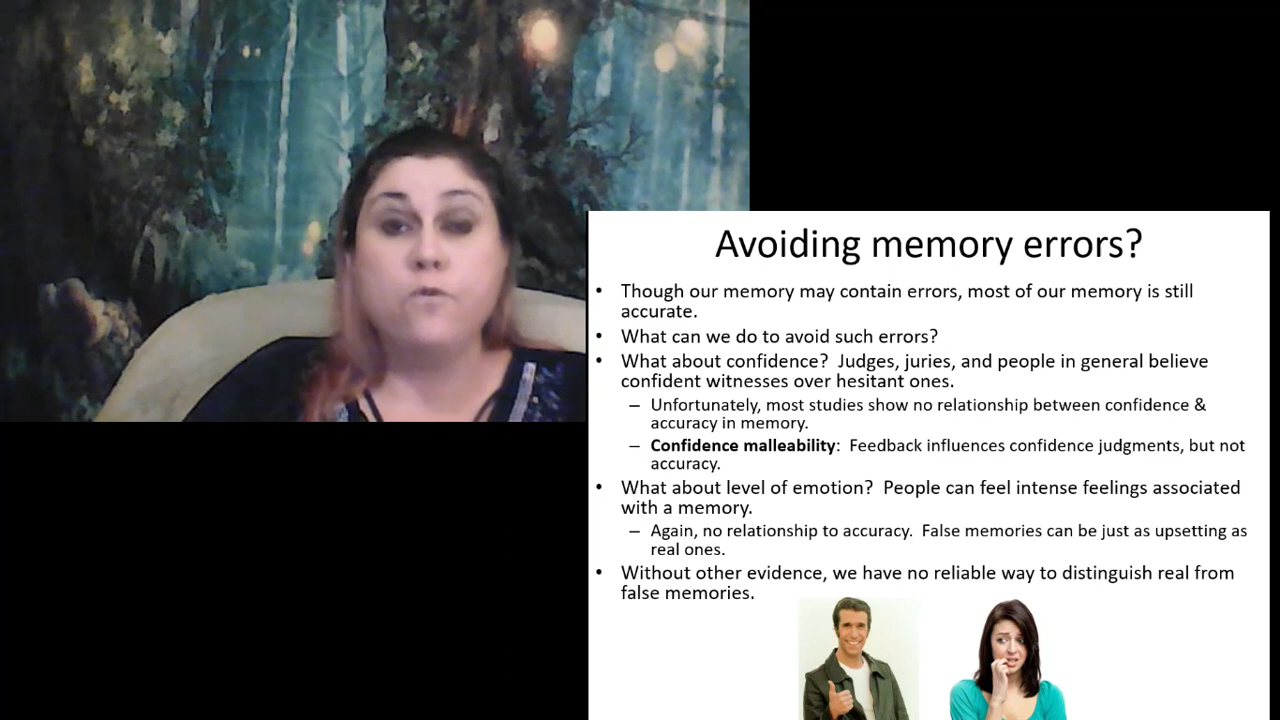 Avoiding memory errors?
• Though our memory may contain errors, most of our memory is still
accurate.
• What can we do to avoid such errors?
• What about confidence?  Judges, juries, and people in general believe
confident witnesses over hesitant ones.
– Unfortunately, most studies show no relationship between confidence &
accuracy in memory.
– Confidence malleability:  Feedback influences confidence judgments, but not
accuracy.
• What about level of emotion?  People can feel intense feelings associated
with a memory.
– Again, no relationship to accuracy.  False memories can be just as upsetting as
real ones.
• Without other evidence, we have no reliable way to distinguish real from
false memories.